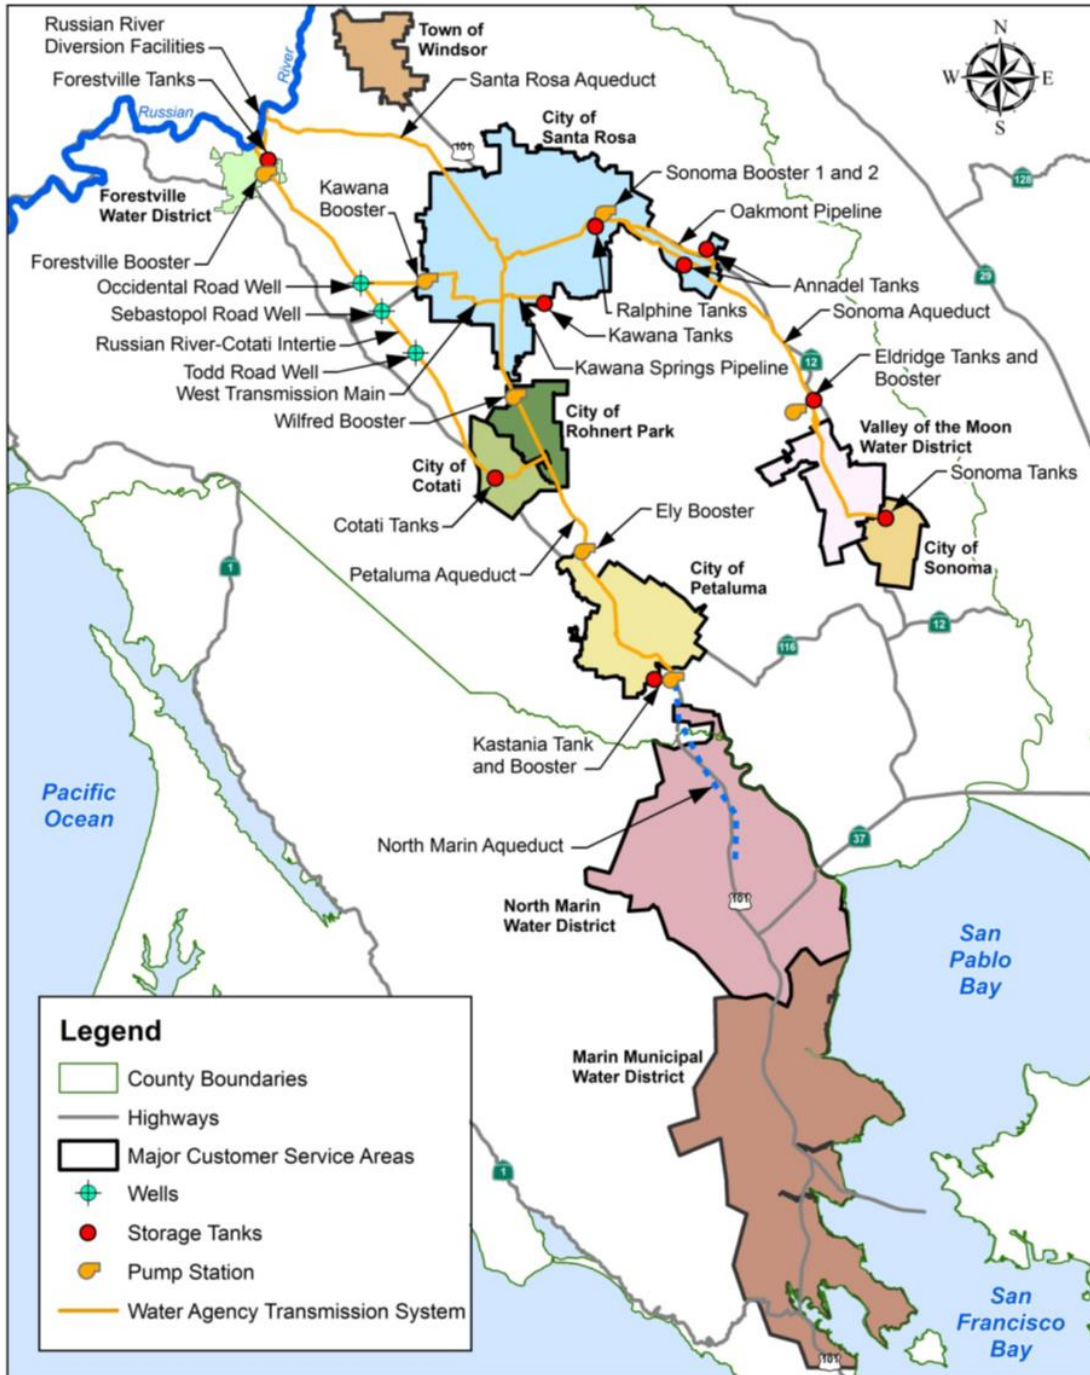 Russian River
Diversion Facilities
Forestville Tanks
River
Russian
Town of
Windsor
Santa Rosa Aqueduct
N
W
E
S
101
City of
Santa Rosa
128
Kawana
Booster
Sonoma Booster 1 and 2
Forestville
Water District
Oakmont Pipeline
Forestville Booster
Occidental Road Well
29
Annadel Tanks
Sebastopol Road Well
Ralphine Tanks
Sonoma Aqueduct
Kawana Tanks
Russian River-Cotati Intertie
Todd Road Well
Kawana Springs Pipeline
12
Eldridge Tanks and
Booster
West Transmission Main
Wilfred Booster
City of
Rohnert Park
Valley of the Moon
Water District
City of
Cotati
Sonoma Tanks
Cotati Tanks
Ely Booster
1
Petaluma Aqueduct
City of
Petaluma
City of
Sonoma
12
116
Kastania Tank
and Booster
Pacific
Ocean
North Marin Aqueduct
37
101
North Marin
Water District
San
Pablo
Bay
Legend
County Boundaries
Highways
Major Customer Service Areas
Wells
Storage Tanks
Pump Station
Water Agency Transmission System
Marin Municipal
Water District
1
San
Francisco
Bay
101